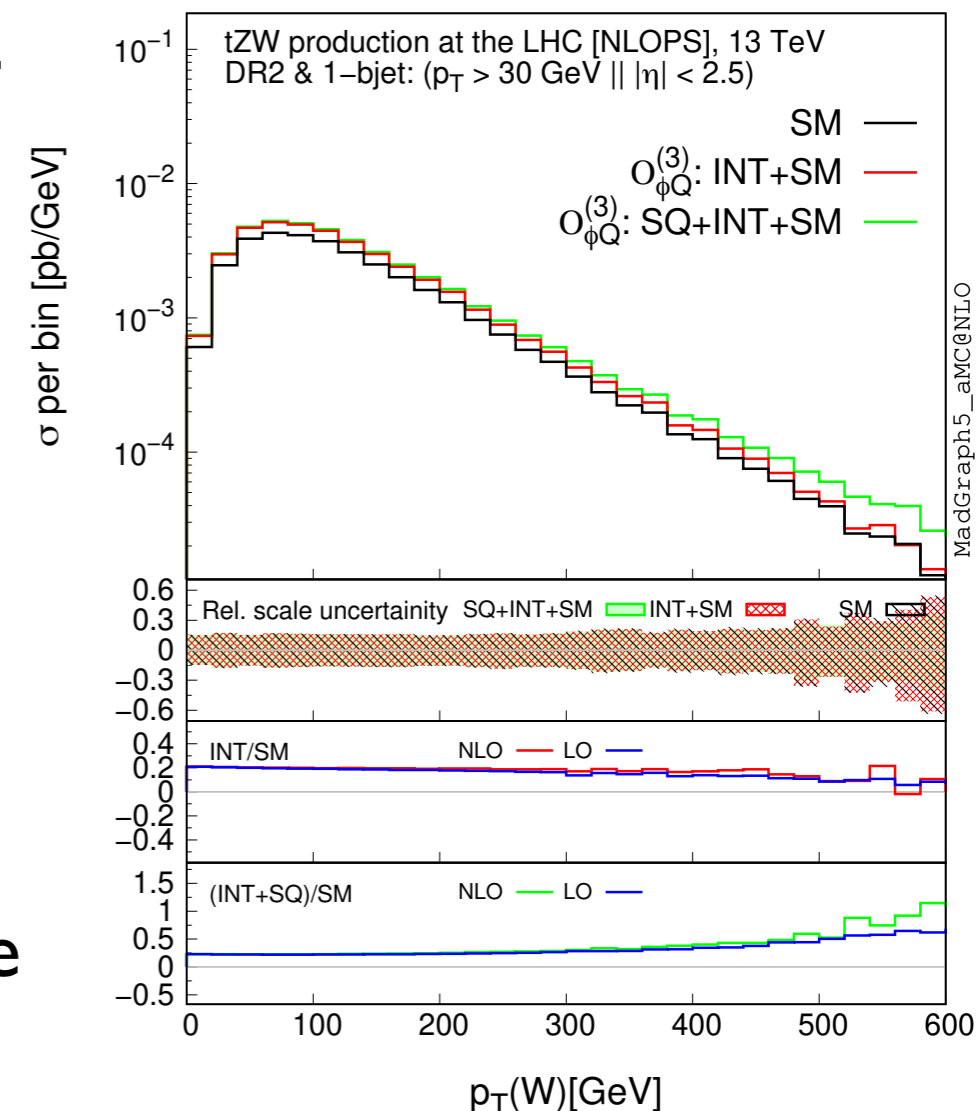 tZW production at the LHC [NLOPS], 13 TeV
DR2 & 1−bjet: (p_T > 30 GeV || |η| < 2.5)
SM
O_{ϕQ}^{(3)}: INT+SM
O_{ϕQ}^{(3)}: SQ+INT+SM
σ per bin [pb/GeV]
10^{-1}
10^{-2}
10^{-3}
10^{-4}
MadGraph5_aMC@NLO
Rel. scale uncertainity SQ+INT+SM INT+SM SM
0.6
0.3
0
−0.3
−0.6
INT/SM NLO LO
0.4
0.2
0
−0.2
−0.4
(INT+SQ)/SM NLO LO
1.5
1
0.5
0
−0.5
0 100 200 300 400 500 600
p_T(W)[GeV]
e